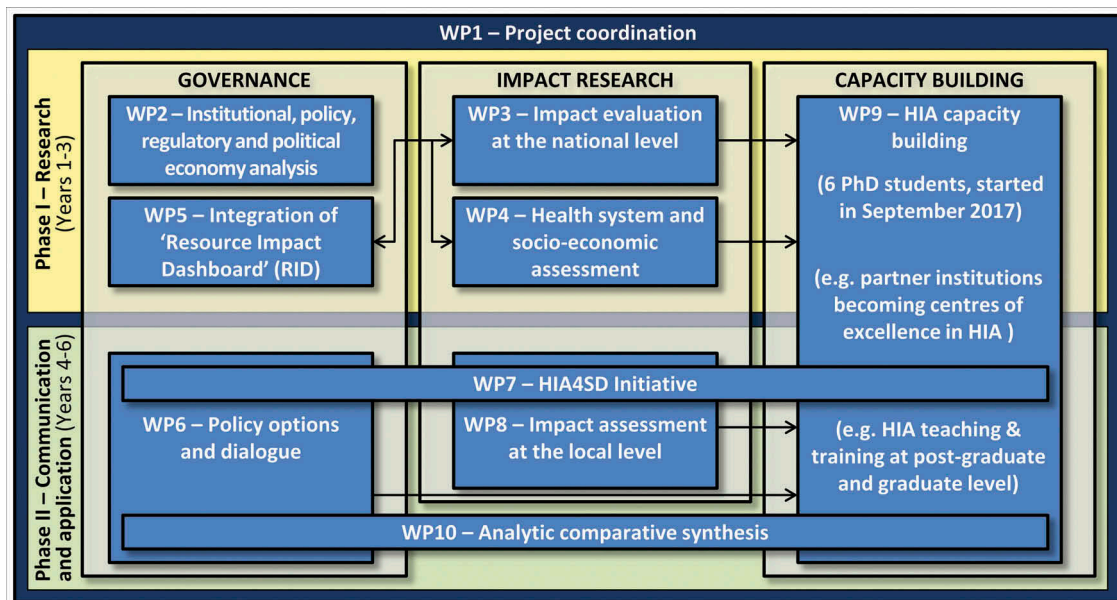 WP1 – Project coordination
Phase I – Research
(Years 1-3)
GOVERNANCE
WP2 – Institutional, policy,
regulatory and political
economy analysis
WP5 – Integration of
‘Resource Impact
Dashboard’ (RID)
IMPACT RESEARCH
WP3 – Impact evaluation
at the national level
WP4 – Health system and
socio-economic
assessment
CAPACITY BUILDING
WP9 – HIA capacity
building
(6 PhD students, started
in September 2017)
(e.g. partner institutions
becoming centres of
excellence in HIA )
Phase II – Communication
and application (Years 4-6)
WP7 – HIA4SD Initiative
WP6 – Policy options
and dialogue
WP8 – Impact assessment
at the local level
(e.g. HIA teaching &
training at post-graduate
and graduate level)
WP10 – Analytic comparative synthesis